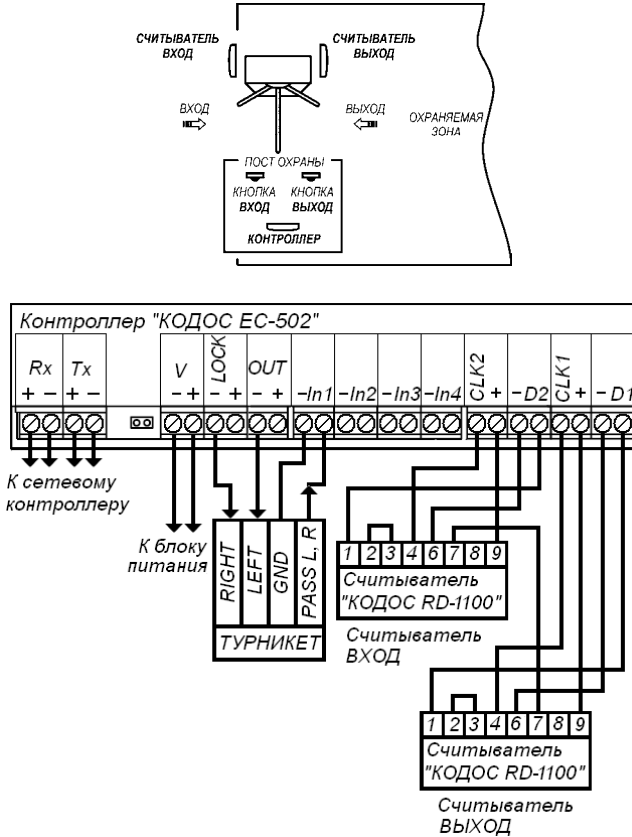 СЧИТЫВАТЕЛЬ СЧИТЫВАТЕЛЬ
ВХОД ВЫХОД
ВХОД ВЫХОД ОХРАНЯЕМАЯ
ЗОНА
ПОСТ ОХРАНЫ
КНОПКА КНОПКА
ВХОД ВЫХОД
КОНТРОЛЛЕР
Контроллер "КОДОС ЕС-502"
Rx Tx V LOCK OUT CLK2 CLK1
+ − + − − + − + − + −In1 −In2 −In3 −In4 + −D2 + −D1
К сетевому
контроллеру
К блоку
питания
RIGHT LEFT GND PASS L, R
ТУРНИКЕТ
1 2 3 4 6 7 8 9
Считыватель
"КОДОС RD-1100"
Считыватель
ВХОД
1 2 3 4 6 7 8 9
Считыватель
"КОДОС RD-1100"
Считыватель
ВЫХОД